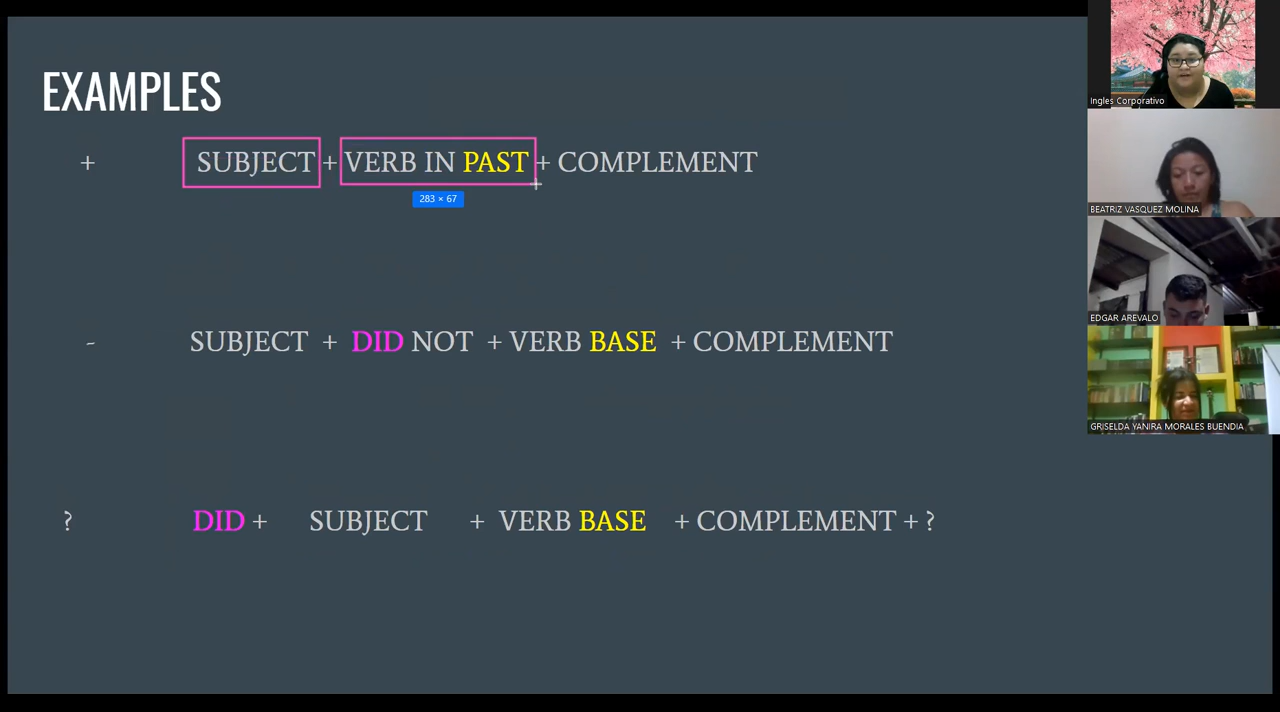 EXAMPLES
+ SUBJECT + VERB IN PAST + COMPLEMENT
283 × 67
- SUBJECT + DID NOT + VERB BASE + COMPLEMENT
? DID + SUBJECT + VERB BASE + COMPLEMENT + ?
Ingles Corporativo
BEATRIZ VASQUEZ MOLINA
EDGAR AREVALO
GRISELDA YANIRA MORALES BUENDIA